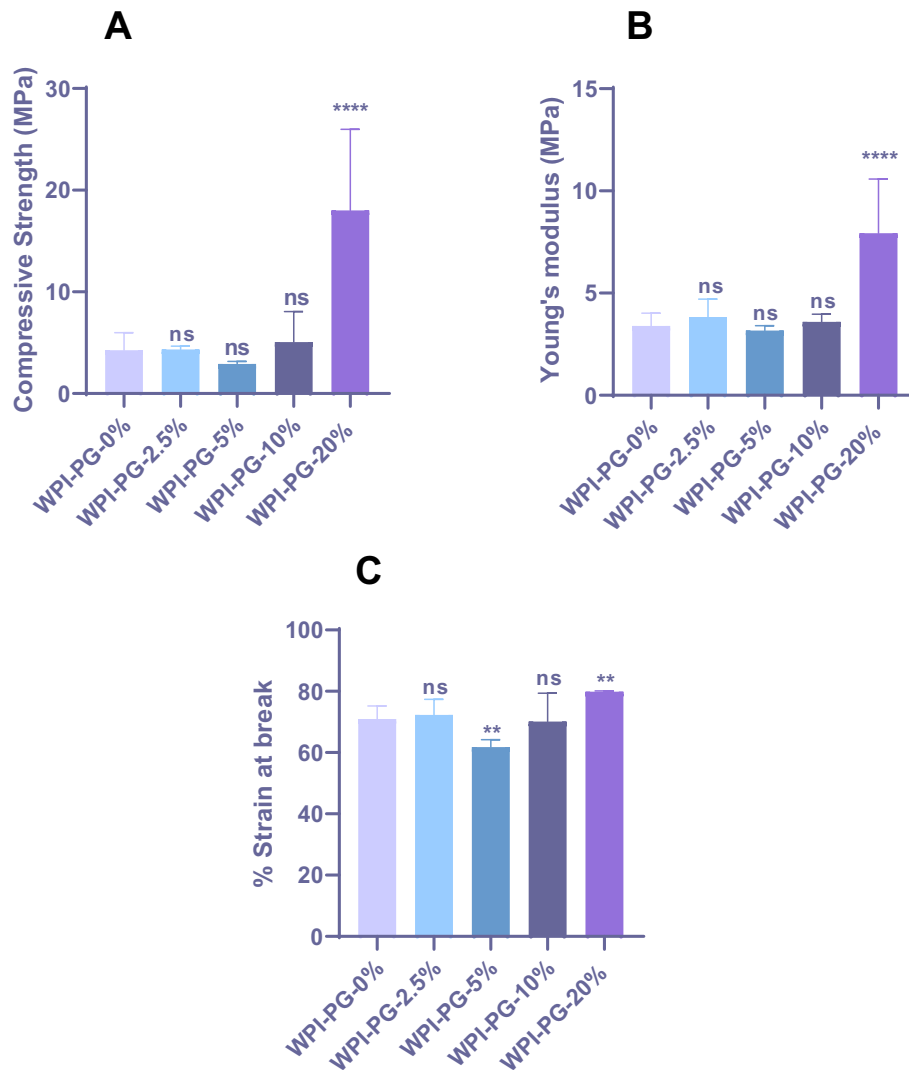 A
Compressive Strength (MPa)
30
20
10
0
ns
ns
ns
****
WPI-PG-0%
WPI-PG-2.5%
WPI-PG-5%
WPI-PG-10%
WPI-PG-20%
B
Young's modulus (MPa)
15
10
5
0
ns
ns
ns
****
WPI-PG-0%
WPI-PG-2.5%
WPI-PG-5%
WPI-PG-10%
WPI-PG-20%
C
% Strain at break
100
80
60
40
20
0
ns
**
ns
**
WPI-PG-0%
WPI-PG-2.5%
WPI-PG-5%
WPI-PG-10%
WPI-PG-20%